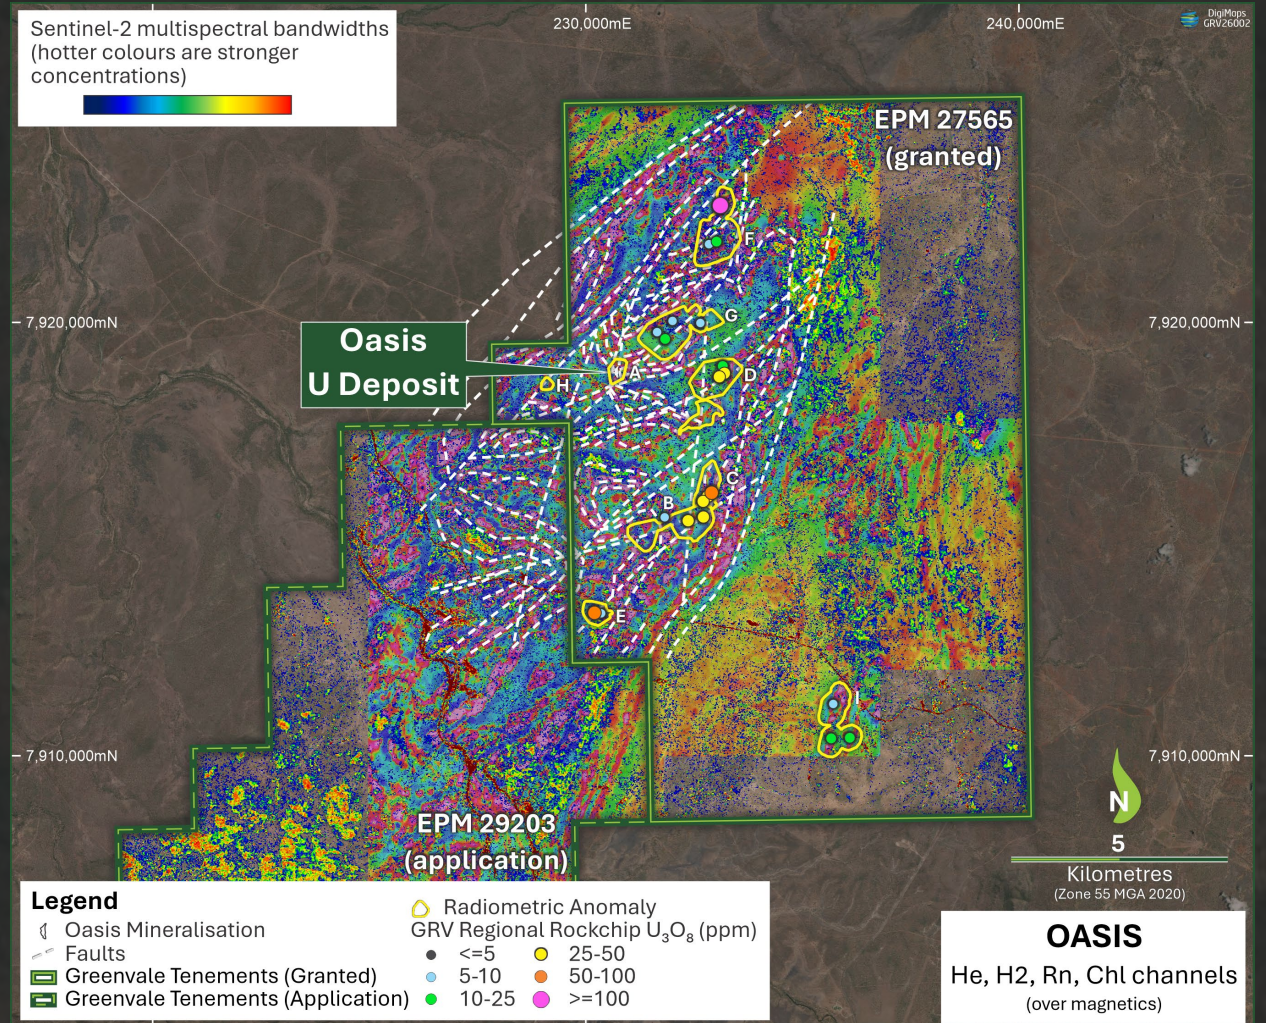 Sentinel-2 multispectral bandwidths
(hotter colours are stronger
concentrations)
230,000mE
240,000mE
DigiMaps
GRV26002
EPM 27565
(granted)
F
7,920,000mN
7,920,000mN
G
Oasis
U Deposit
A
H
D
C
B
E
I
7,910,000mN
7,910,000mN
N
5
Kilometres
(Zone 55 MGA 2020)
EPM 29203
(application)
Legend
Oasis Mineralisation
Faults
Greenvale Tenements (Granted)
Greenvale Tenements (Application)
Radiometric Anomaly
GRV Regional Rockchip U₃O₈ (ppm)
<=5
5-10
10-25
25-50
50-100
>=100
OASIS
He, H2, Rn, Chl channels
(over magnetics)